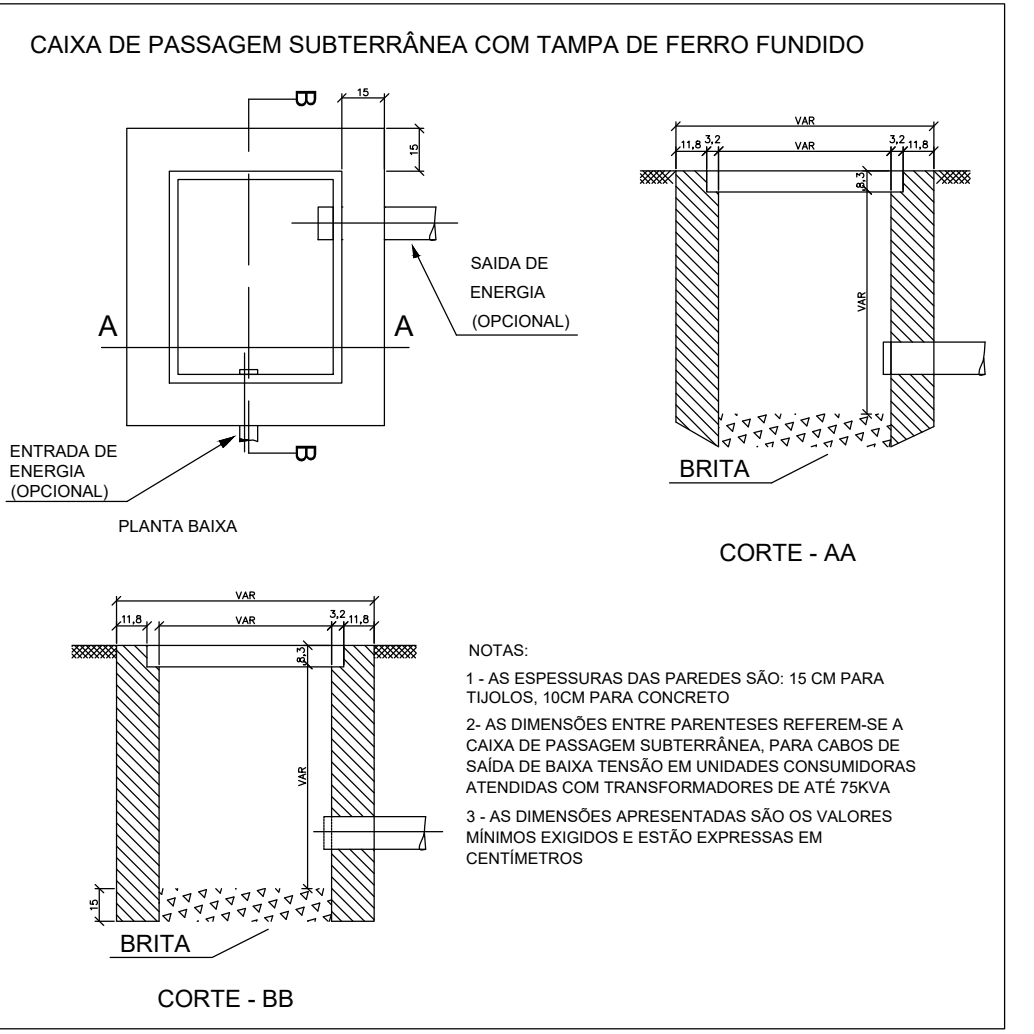 CAIXA DE PASSAGEM SUBTERRÂNEA COM TAMPA DE FERRO FUNDIDO
B
15
15
A
A
SAIDA DE
ENERGIA
(OPCIONAL)
ENTRADA DE
ENERGIA
(OPCIONAL)
B
PLANTA BAIXA
VAR
11,8
3,2
VAR
3,2
11,8
8,3
VAR
BRITA
CORTE - AA
VAR
11,8
VAR
3,2
11,8
8,3
VAR
15
BRITA
CORTE - BB
NOTAS:
1 - AS ESPESSURAS DAS PAREDES SÃO: 15 CM PARA
TIJOLOS, 10CM PARA CONCRETO
2- AS DIMENSÕES ENTRE PARENTESES REFEREM-SE A
CAIXA DE PASSAGEM SUBTERRÂNEA, PARA CABOS DE
SAÍDA DE BAIXA TENSÃO EM UNIDADES CONSUMIDORAS
ATENDIDAS COM TRANSFORMADORES DE ATÉ 75KVA
3 - AS DIMENSÕES APRESENTADAS SÃO OS VALORES
MÍNIMOS EXIGIDOS E ESTÃO EXPRESSAS EM
CENTÍMETROS